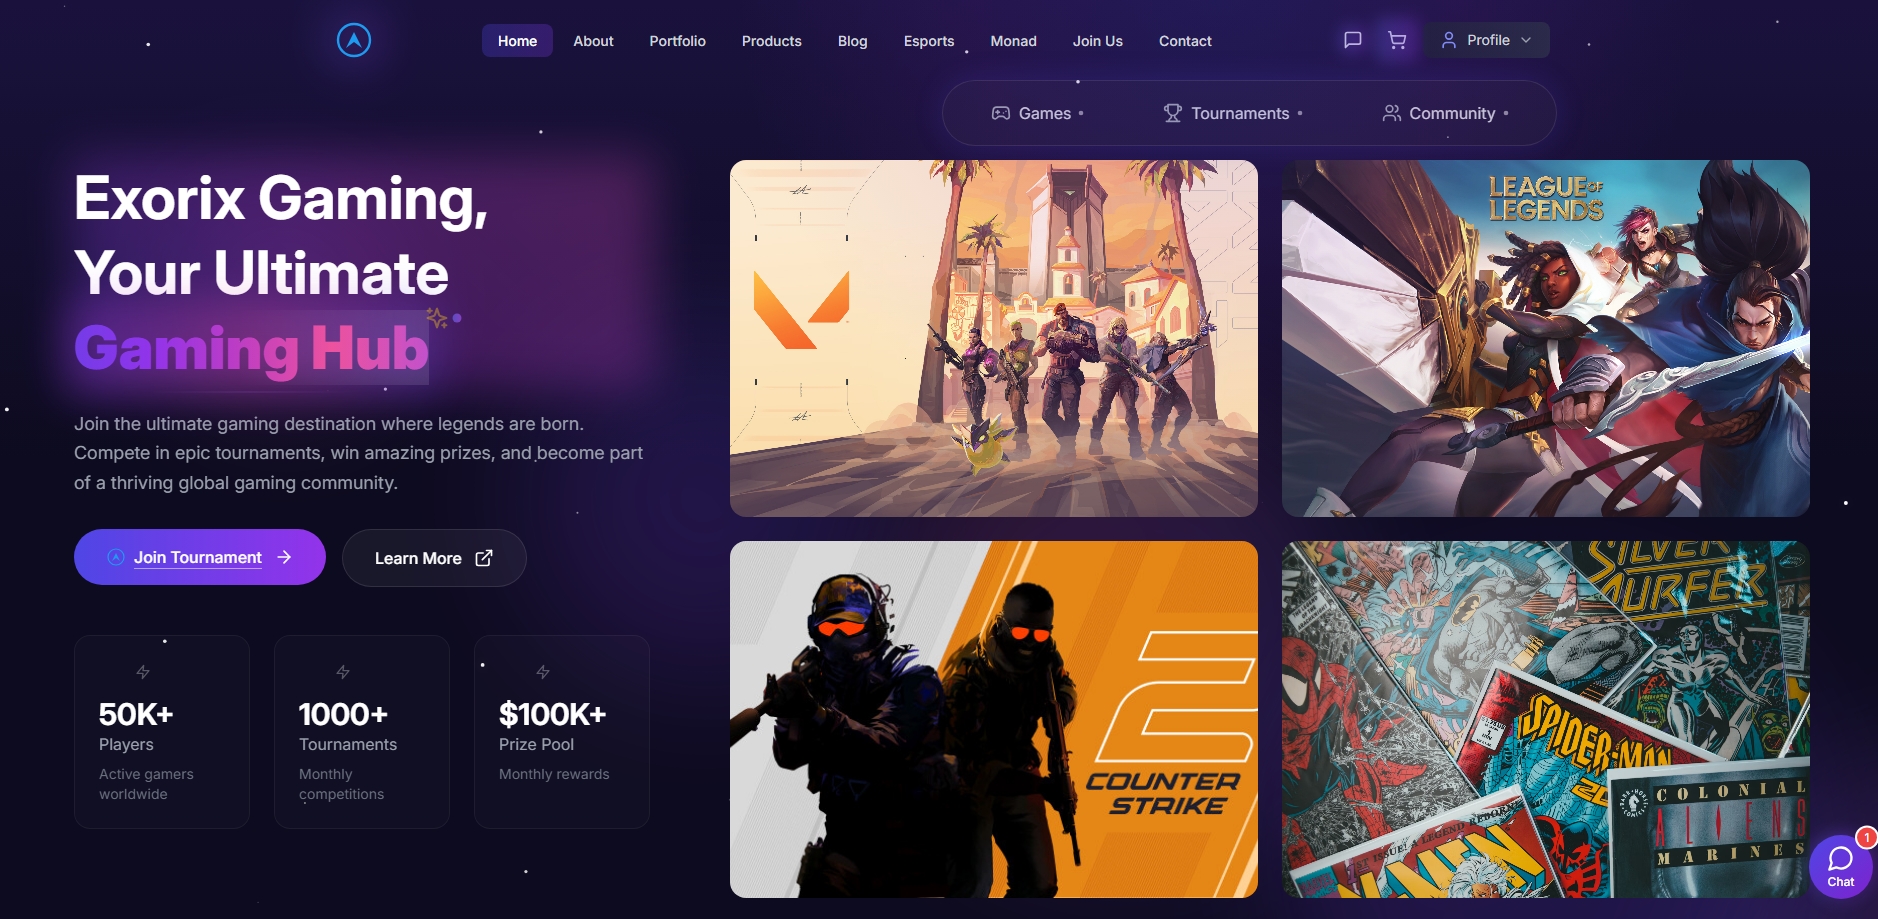 Home
About
Portfolio
Products
Blog
Esports
Monad
Join Us
Contact
Profile
Games
Tournaments
Community
Exorix Gaming,
Your Ultimate
Gaming Hub
Join the ultimate gaming destination where legends are born.
Compete in epic tournaments, win amazing prizes, and become part
of a thriving global gaming community.
Join Tournament
Learn More
50K+
Players
Active gamers
worldwide
1000+
Tournaments
Monthly
competitions
$100K+
Prize Pool
Monthly rewards
LEAGUE OF
LEGENDS
2
COUNTER
STRIKE
SILVER
SURFER
SPIDER-MAN
COLONIAL
ALIENS
MARINES
DARK HORSE
COMICS
X-MEN
1
Chat